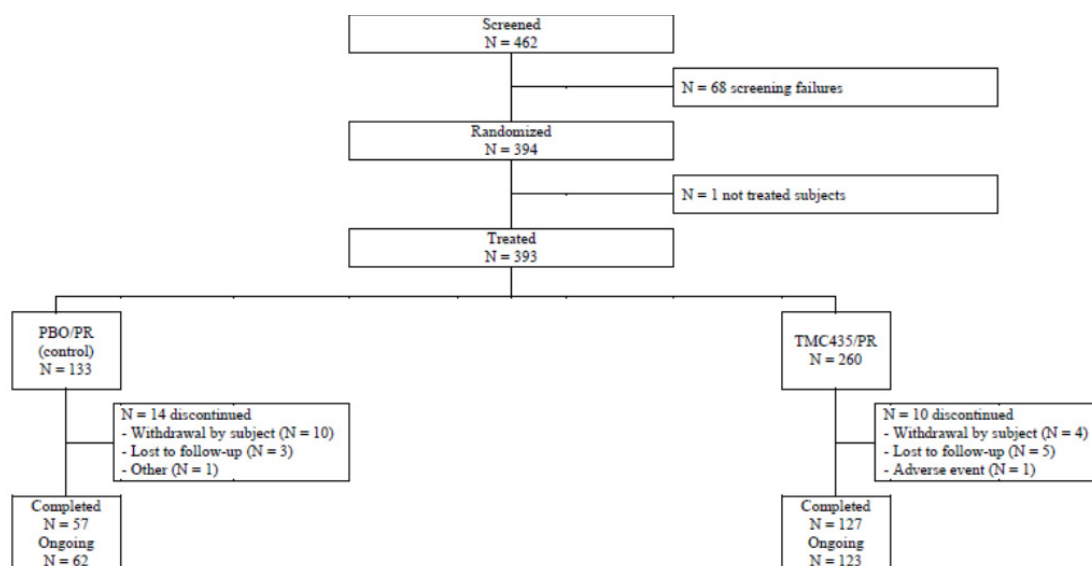 Screened
N = 462
N = 68 screening failures
Randomized
N = 394
N = 1 not treated subjects
Treated
N = 393
PBO/PR
(control)
N = 133
TMC435/PR
N = 260
N = 14 discontinued
- Withdrawal by subject (N = 10)
- Lost to follow-up (N = 3)
- Other (N = 1)
N = 10 discontinued
- Withdrawal by subject (N = 4)
- Lost to follow-up (N = 5)
- Adverse event (N = 1)
Completed
N = 57
Ongoing
N = 62
Completed
N = 127
Ongoing
N = 123